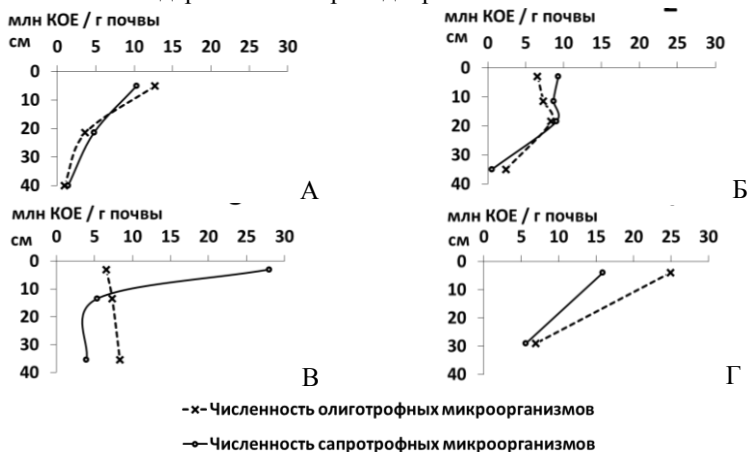 млн КОЕ / г почвы
см 0 5 10 15 20 25 30
0
10
20
30
40
А
0 5 10 15 20 25 30
млн КОЕ / г почвы
см
0
10
20
30
40
Б
млн КОЕ / г почвы
см 0 5 10 15 20 25 30
0
10
20
30
40
В
млн КОЕ / г почвы
см 0 5 10 15 20 25 30
0
10
20
30
40
Г
-×-Численность олиготрофных микроорганизмов
Численность сапротрофных микроорганизмов